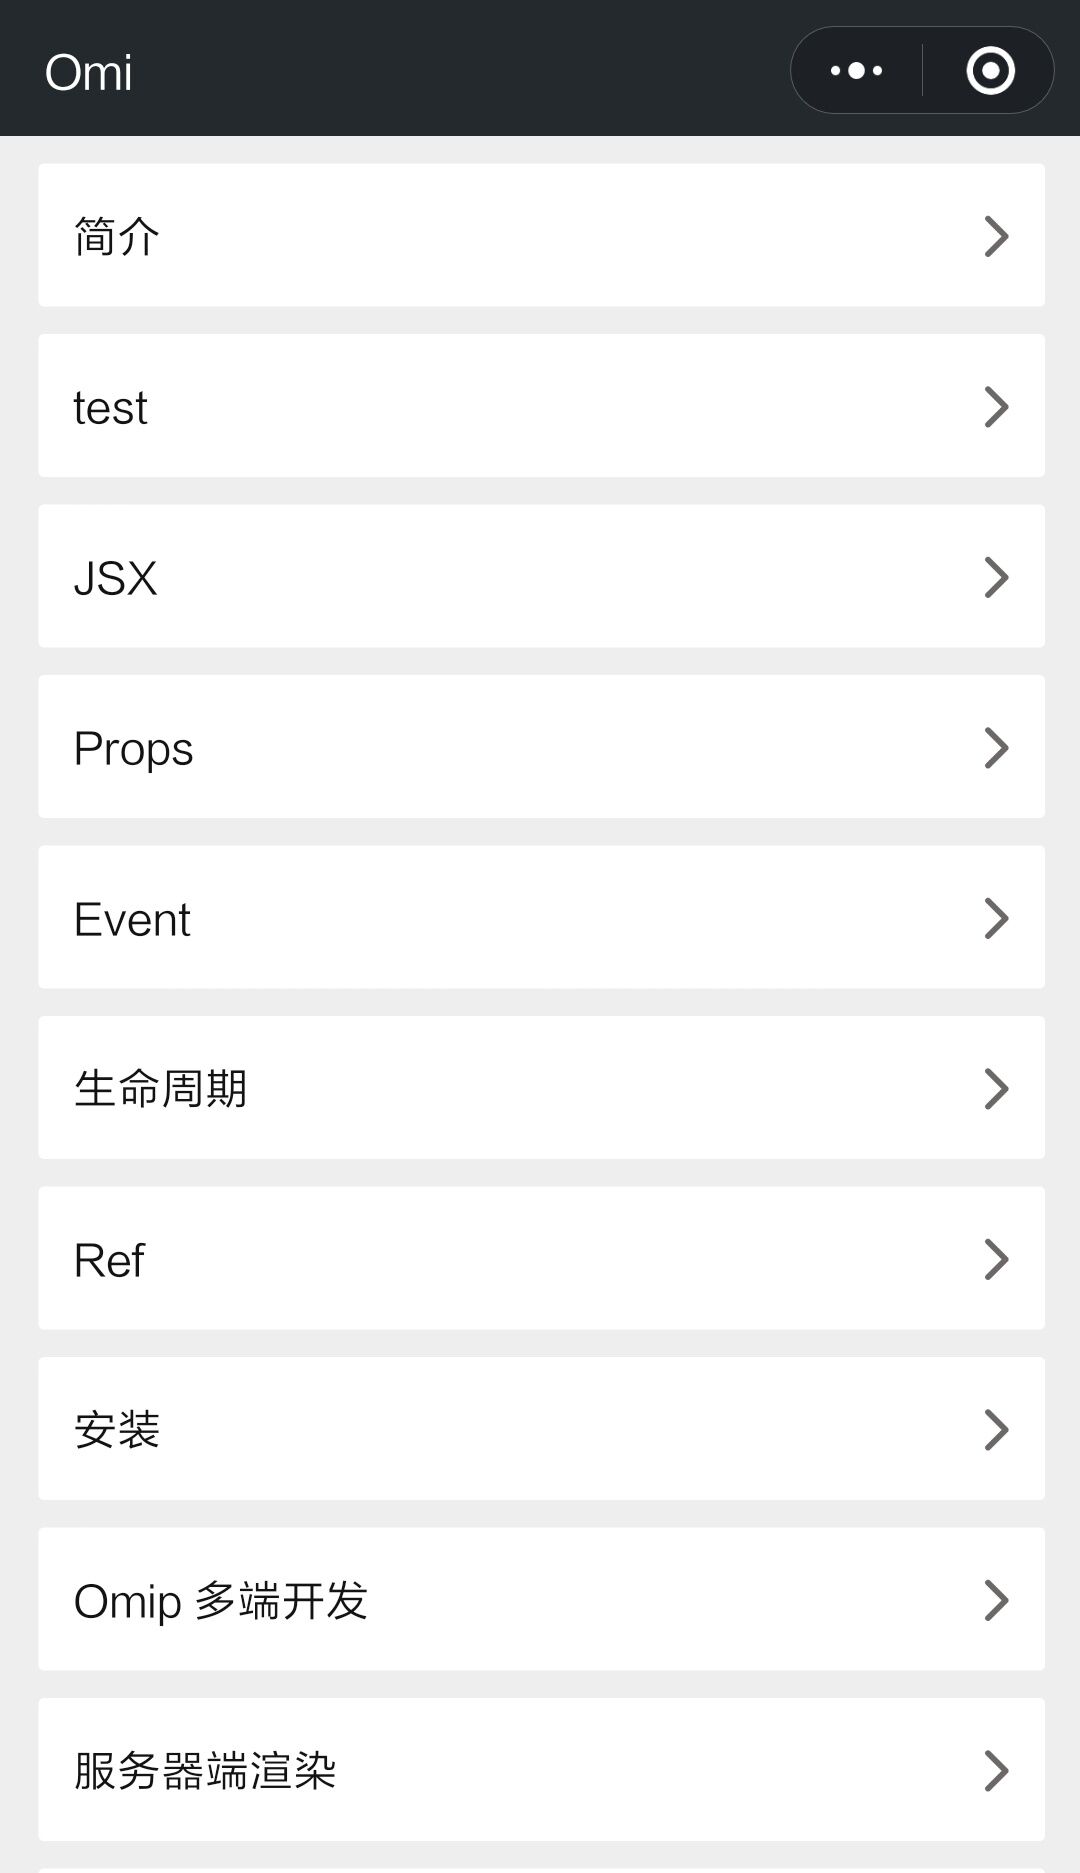 Omi
简介
test
JSX
Props
Event
生命周期
Ref
安装
Omip 多端开发
服务器端渲染